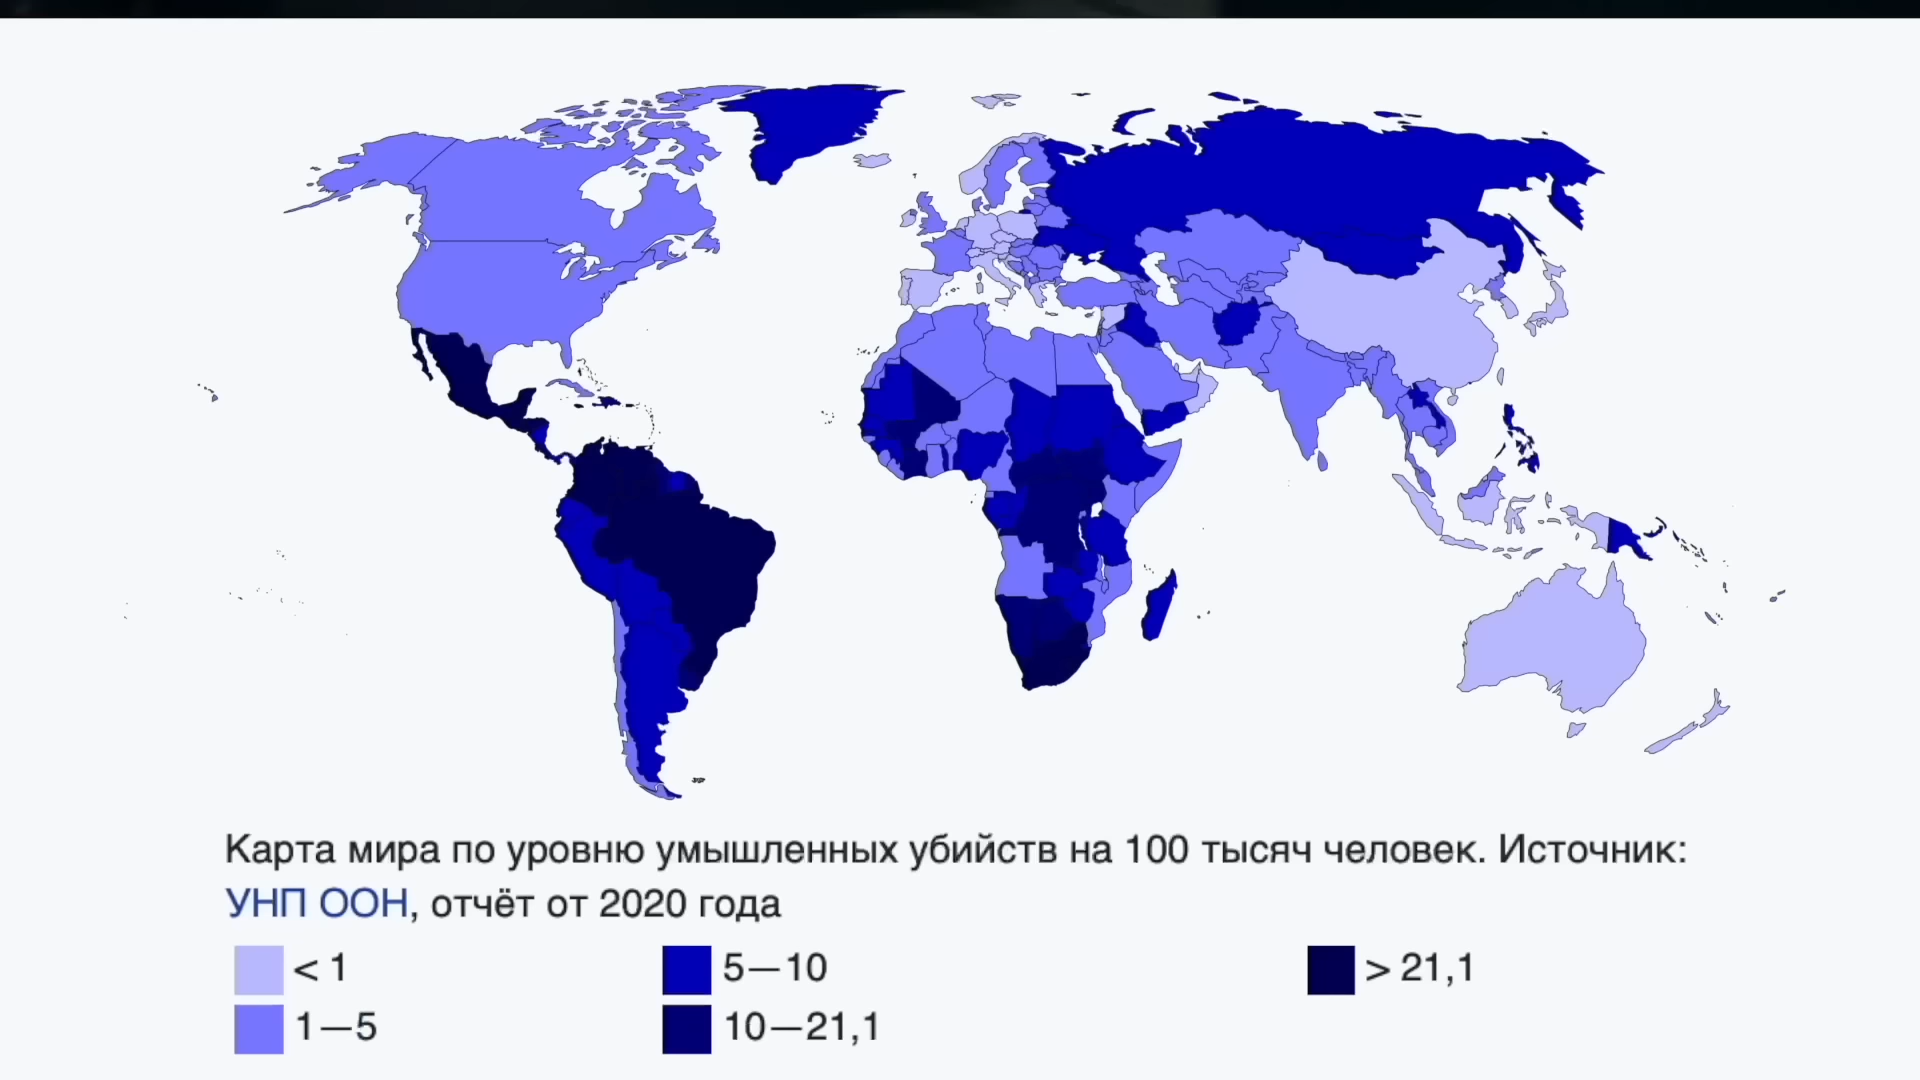 Карта мира по уровню умышленных убийств на 100 тысяч человек. Источник:
УНП ООН, отчёт от 2020 года
< 1
5—10
> 21,1
1—5
10—21,1